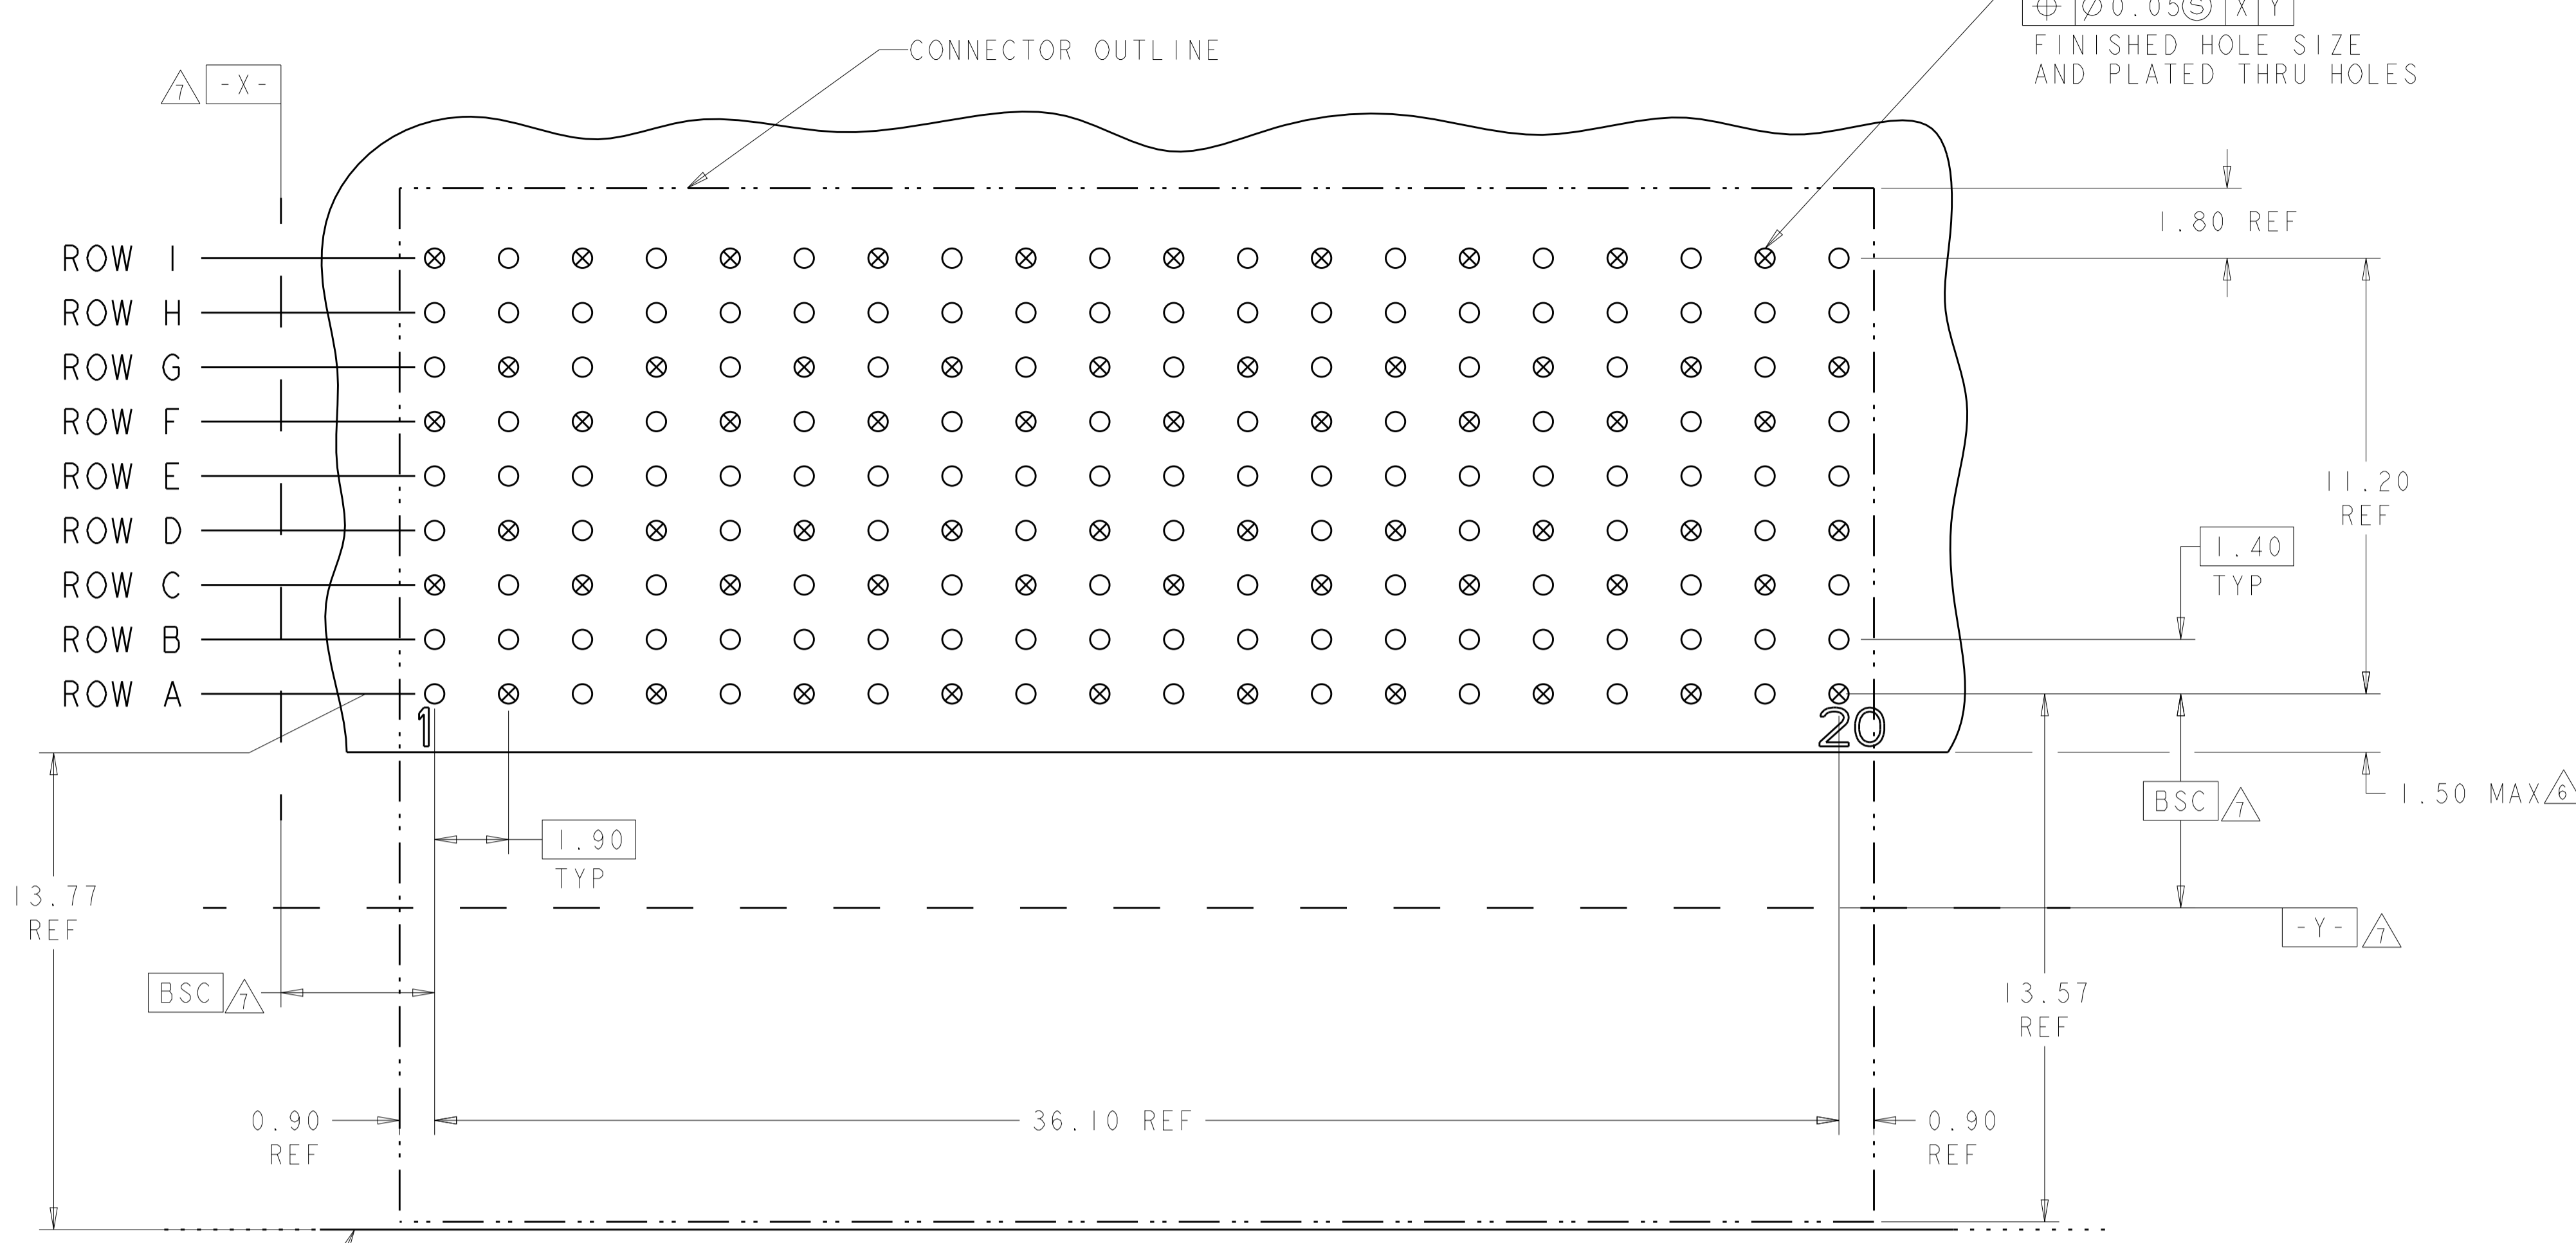 ⌀0.05Ⓢ X Y
FINISHED HOLE SIZE
AND PLATED THRU HOLES
CONNECTOR OUTLINE
7 -X-
1.80 REF
ROW I
ROW H
ROW G
ROW F
ROW E
ROW D
ROW C
ROW B
ROW A
11.20
REF
1.40
TYP
1
20
1.50 MAX 6
BSC 7
1.90
TYP
13.77
REF
-Y- 7
BSC 7
13.57
REF
0.90
REF
36.10 REF
0.90
REF